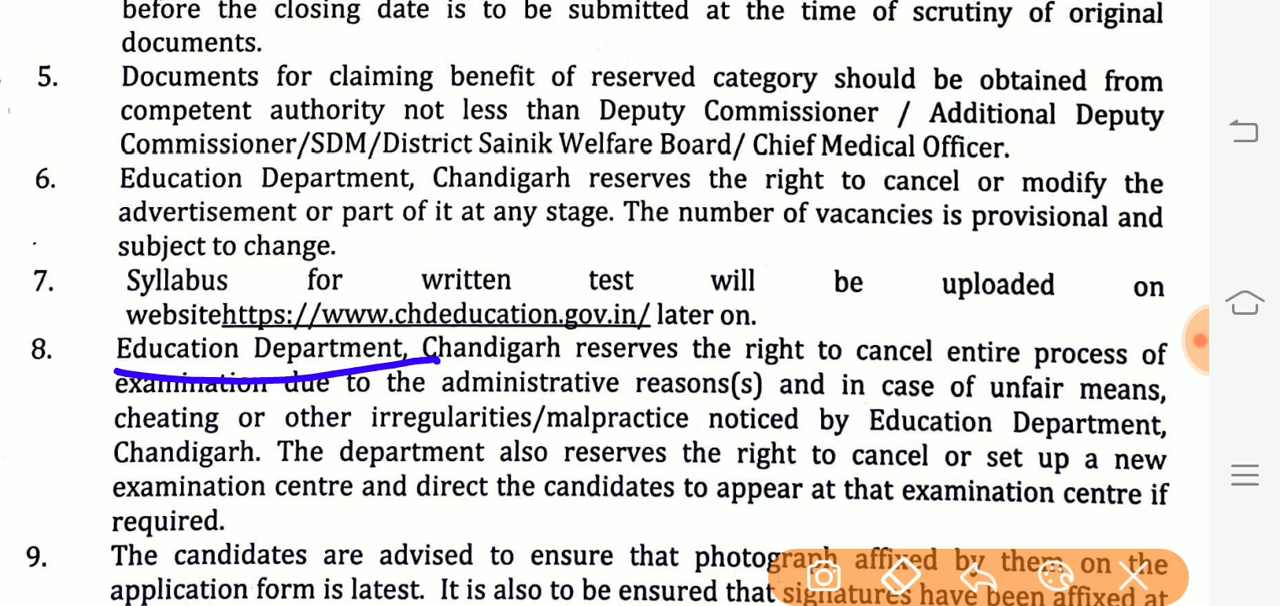 before the closing date is to be submitted at the time of scrutiny of original
documents.
5. Documents for claiming benefit of reserved category should be obtained from
competent authority not less than Deputy Commissioner / Additional Deputy
Commissioner/SDM/District Sainik Welfare Board/ Chief Medical Officer.
6. Education Department, Chandigarh reserves the right to cancel or modify the
advertisement or part of it at any stage. The number of vacancies is provisional and
subject to change.
7. Syllabus for written test will be uploaded on
websitehttps://www.chdeducation.gov.in/ later on.
8. Education Department, Chandigarh reserves the right to cancel entire process of
examination due to the administrative reasons(s) and in case of unfair means,
cheating or other irregularities/malpractice noticed by Education Department,
Chandigarh. The department also reserves the right to cancel or set up a new
examination centre and direct the candidates to appear at that examination centre if
required.
9. The candidates are advised to ensure that photograph affixed by them on the
application form is latest. It is also to be ensured that signatures have been affixed at